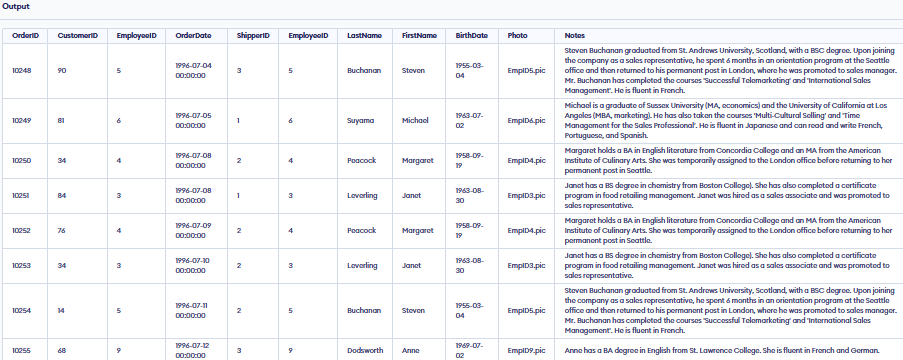 Output
OrderID CustomerID EmployeeID OrderDate ShipperID EmployeeID LastName FirstName BirthDate Photo Notes
10248 90 5 1996-07-04 00:00:00 3 5 Buchanan Steven 1955-03-04 EmpID5.pic Steven Buchanan graduated from St. Andrews University, Scotland, with a BSC degree. Upon joining
the company as a sales representative, he spent 6 months in an orientation program at the Seattle
office and then returned to his permanent post in London, where he was promoted to sales manager.
Mr. Buchanan has completed the courses 'Successful Telemarketing' and 'International Sales
Management'. He is fluent in French.
10249 81 6 1996-07-05 00:00:00 1 6 Suyama Michael 1963-07-02 EmpID6.pic Michael is a graduate of Sussex University (MA, economics) and the University of California at Los
Angeles (MBA, marketing). He has also taken the courses 'Multi-Cultural Selling' and 'Time
Management for the Sales Professional'. He is fluent in Japanese and can read and write French,
Portuguese, and Spanish.
10250 34 4 1996-07-08 00:00:00 2 4 Peacock Margaret 1958-09-19 EmpID4.pic Margaret holds a BA in English literature from Concordia College and an MA from the American
Institute of Culinary Arts. She was temporarily assigned to the London office before returning to her
permanent post in Seattle.
10251 84 3 1996-07-08 00:00:00 1 3 Leverling Janet 1963-08-30 EmpID3.pic Janet has a BS degree in chemistry from Boston College). She has also completed a certificate
program in food retailing management. Janet was hired as a sales associate and was promoted to
sales representative.
10252 76 4 1996-07-09 00:00:00 2 4 Peacock Margaret 1958-09-19 EmpID4.pic Margaret holds a BA in English literature from Concordia College and an MA from the American
Institute of Culinary Arts. She was temporarily assigned to the London office before returning to her
permanent post in Seattle.
10253 34 3 1996-07-10 00:00:00 2 3 Leverling Janet 1963-08-30 EmpID3.pic Janet has a BS degree in chemistry from Boston College). She has also completed a certificate
program in food retailing management. Janet was hired as a sales associate and was promoted to
sales representative.
10254 14 5 1996-07-11 00:00:00 2 5 Buchanan Steven 1955-03-04 EmpID5.pic Steven Buchanan graduated from St. Andrews University, Scotland, with a BSC degree. Upon joining
the company as a sales representative, he spent 6 months in an orientation program at the Seattle
office and then returned to his permanent post in London, where he was promoted to sales manager.
Mr. Buchanan has completed the courses 'Successful Telemarketing' and 'International Sales
Management'. He is fluent in French.
10255 68 9 1996-07-12 00:00:00 3 9 Dodsworth Anne 1969-07-02 EmpID9.pic Anne has a BA degree in English from St. Lawrence College. She is fluent in French and German.